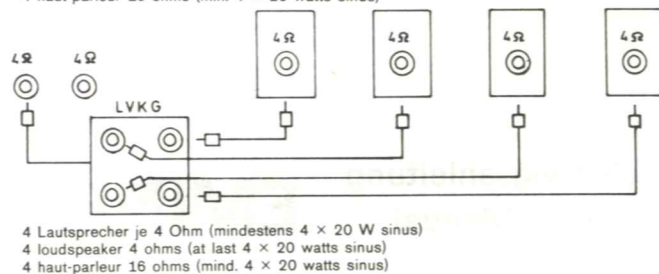 4Ω 4Ω 4Ω 4Ω
4Ω 4Ω
LVKG
4 Lautsprecher je 4 Ohm (mindestens 4 × 20 W sinus)
4 loudspeaker 4 ohms (at last 4 × 20 watts sinus)
4 haut-parleur 16 ohms (mind. 4 × 20 watts sinus)